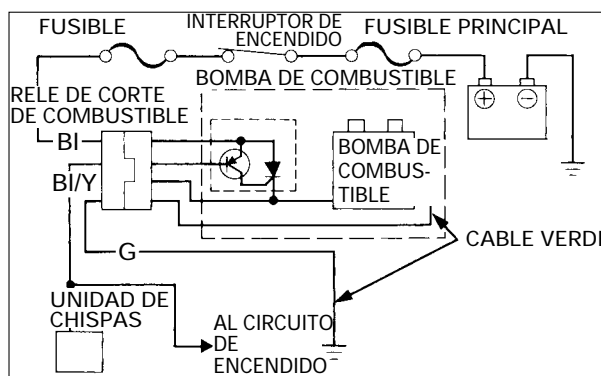 FUSIBLE
INTERRUPTOR DE
ENCENDIDO
FUSIBLE PRINCIPAL
BOMBA DE COMBUSTIBLE
RELE DE CORTE
DE COMBUSTIBLE
BI
BI/Y
G
BOMBA DE
COMBUS-
TIBLE
+
-
CABLE VERDE
UNIDAD DE
CHISPAS
AL CIRCUITO
DE
ENCENDIDO